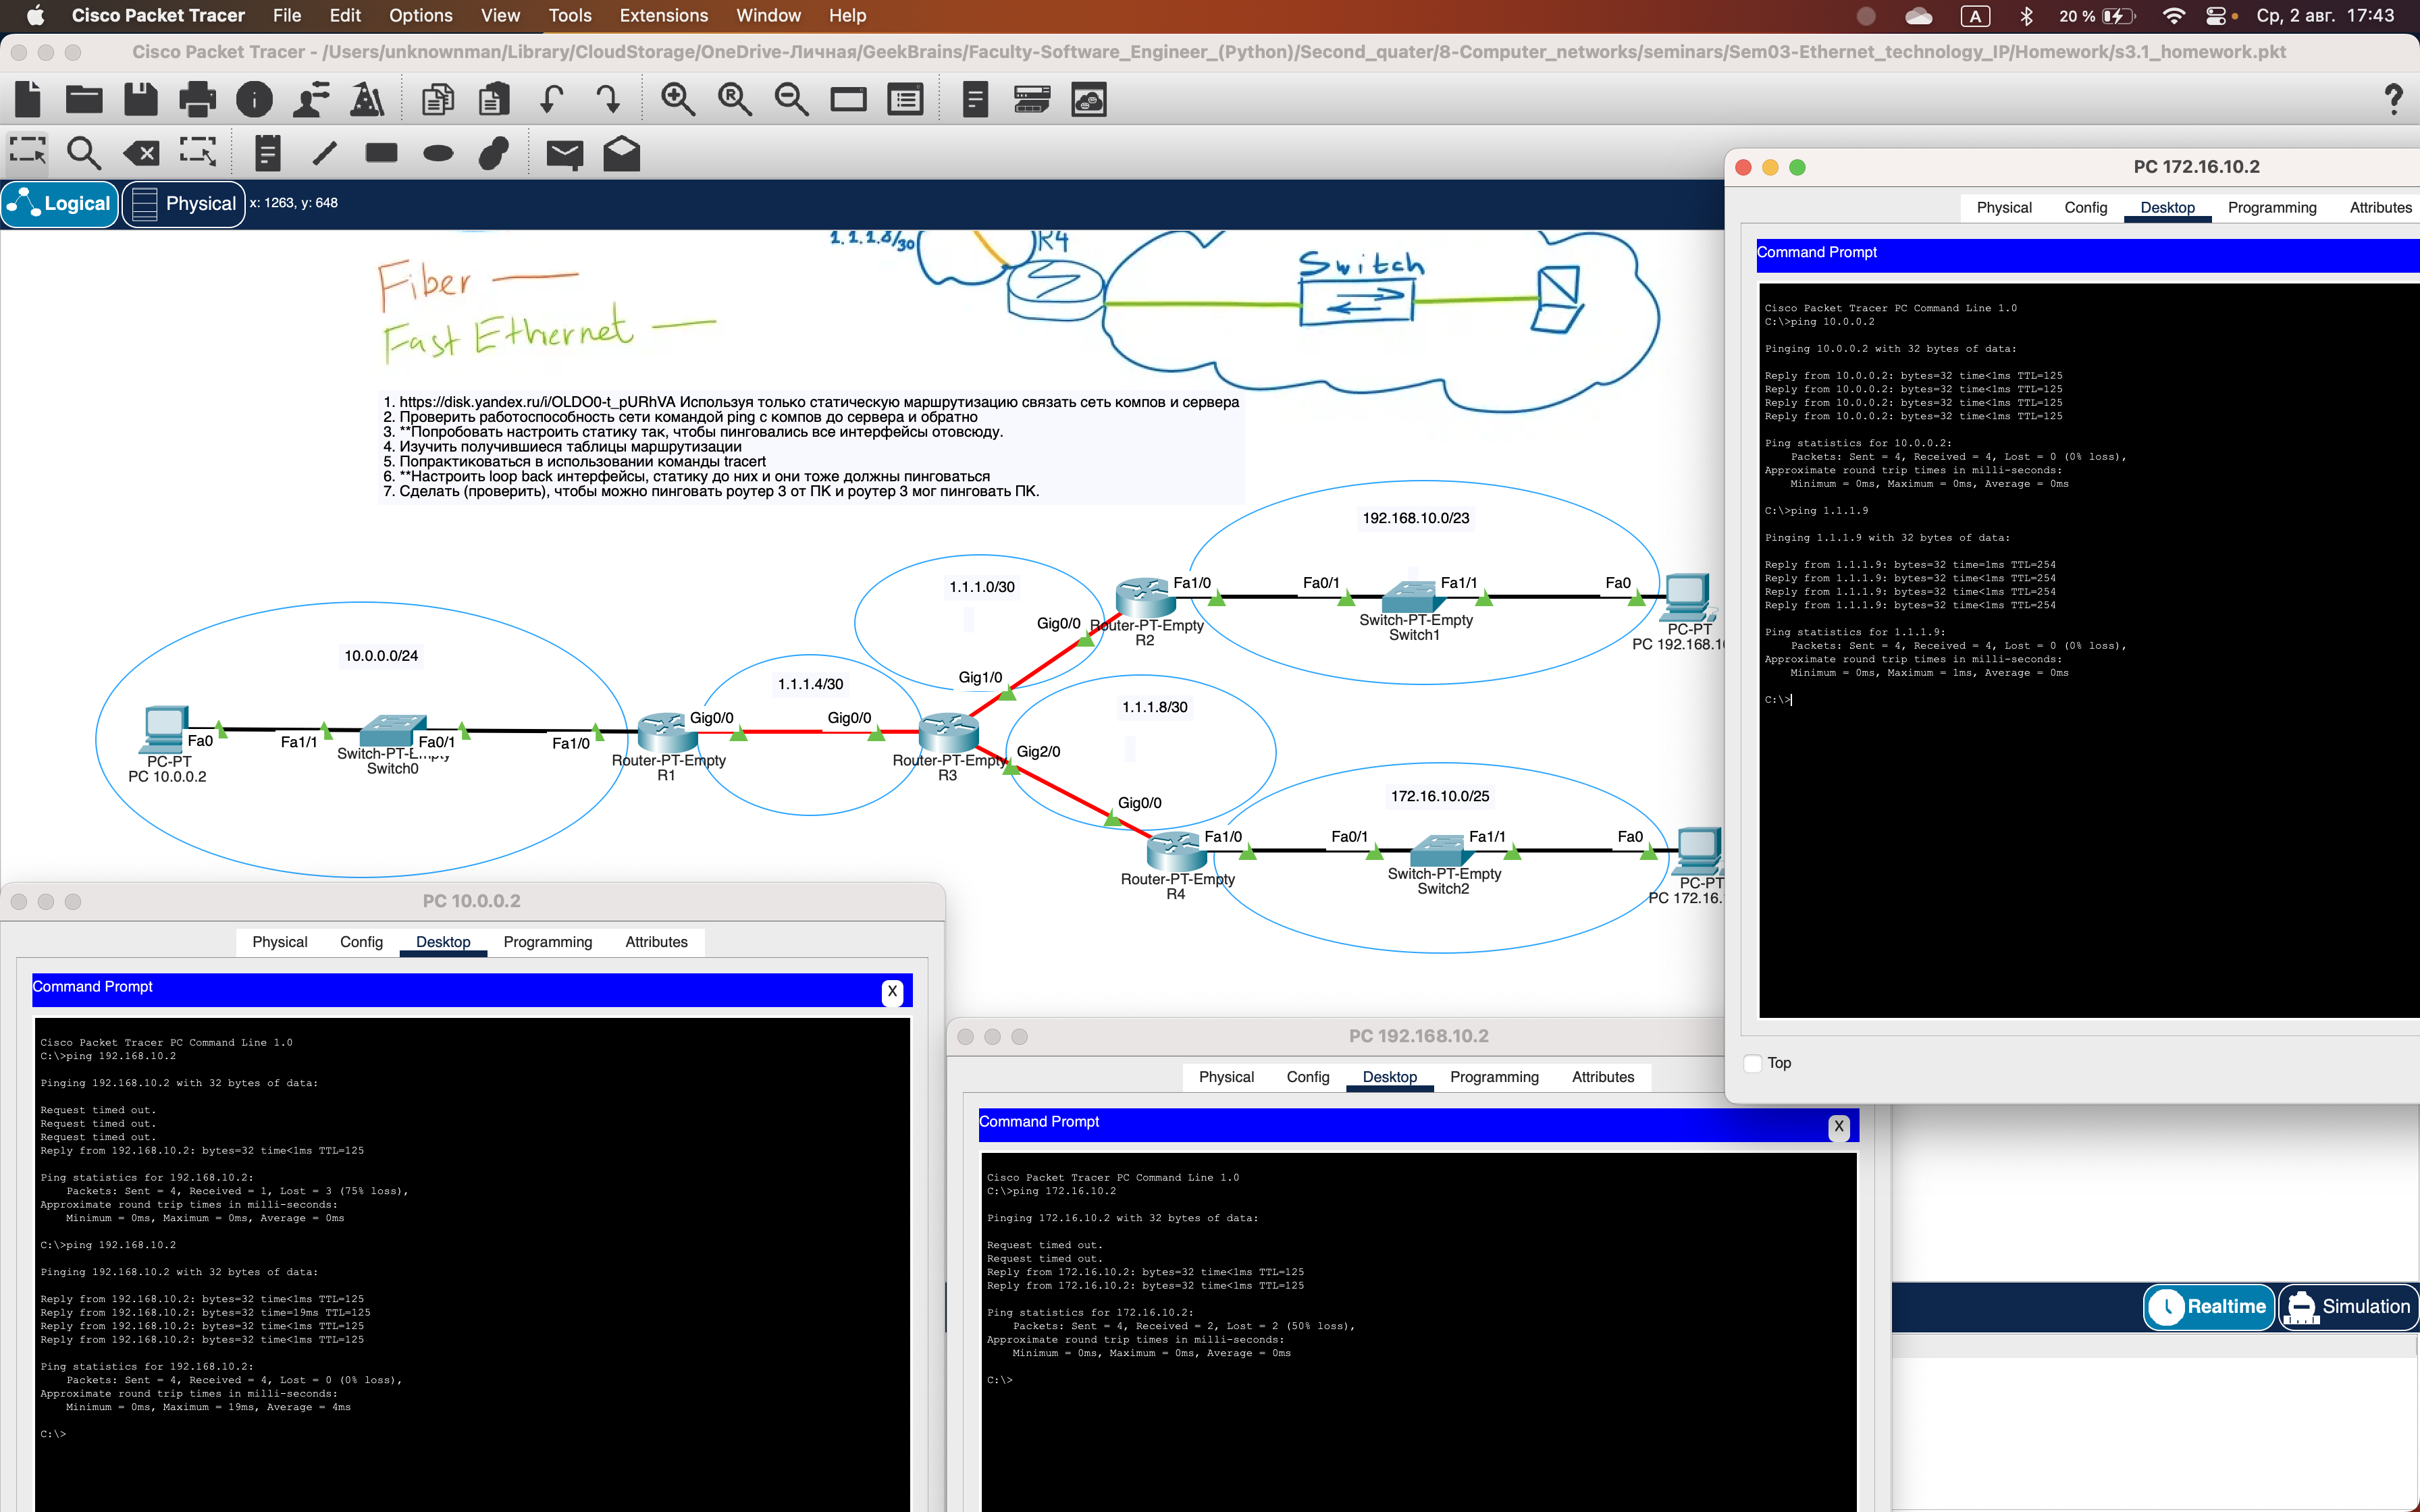 Cisco Packet Tracer File Edit Options View Tools Extensions Window Help A 20 % Ср, 2 авг. 17:43
Cisco Packet Tracer - /Users/unknownman/Library/CloudStorage/OneDrive-Личная/GeekBrains/Faculty-Software_Engineer_(Python)/Second_quater/8-Computer_networks/seminars/Sem03-Ethernet_technology_IP/Homework/s3.1_homework.pkt
Logical Physical x: 1263, y: 648
1.1.1.8/30 R4
Switch
Fiber
Fast Ethernet
1. https://disk.yandex.ru/i/OLDO0-t_pURhVA Используя только статическую маршрутизацию связать сеть компов и сервера
2. Проверить работоспособность сети командой ping с компов до сервера и обратно
3. **Попробовать настроить статику так, чтобы пинговались все интерфейсы отовсюду.
4. Изучить получившиеся таблицы маршрутизации
5. Попрактиковаться в использовании команды tracert
6. **Настроить loop back интерфейсы, статику до них и они тоже должны пинговаться
7. Сделать (проверить), чтобы можно пинговать роутер 3 от ПК и роутер 3 мог пинговать ПК.
192.168.10.0/23
1.1.1.0/30
Fa1/0 Fa0/1 Fa1/1 Fa0
Gig0/0 Router-PT-Empty
R2
Switch-PT-Empty
Switch1
PC-PT
PC 192.168.1
10.0.0.0/24
Gig1/0
1.1.1.4/30
1.1.1.8/30
Gig0/0 Gig0/0
Fa0 Fa1/1 Fa0/1 Fa1/0
Gig2/0
PC-PT
PC 10.0.0.2
Switch-PT-Empty
Switch0
Router-PT-Empty
R1
Router-PT-Empty
R3
172.16.10.0/25
Gig0/0
Fa1/0 Fa0/1 Fa1/1 Fa0
Router-PT-Empty
R4
Switch-PT-Empty
Switch2
PC-PT
PC 172.16.
PC 172.16.10.2
Physical Config Desktop Programming Attributes
Command Prompt
Cisco Packet Tracer PC Command Line 1.0
C:\>ping 10.0.0.2
Pinging 10.0.0.2 with 32 bytes of data:
Reply from 10.0.0.2: bytes=32 time<1ms TTL=125
Reply from 10.0.0.2: bytes=32 time<1ms TTL=125
Reply from 10.0.0.2: bytes=32 time<1ms TTL=125
Reply from 10.0.0.2: bytes=32 time<1ms TTL=125
Ping statistics for 10.0.0.2:
Packets: Sent = 4, Received = 4, Lost = 0 (0% loss),
Approximate round trip times in milli-seconds:
Minimum = 0ms, Maximum = 0ms, Average = 0ms
C:\>ping 1.1.1.9
Pinging 1.1.1.9 with 32 bytes of data:
Reply from 1.1.1.9: bytes=32 time=1ms TTL=254
Reply from 1.1.1.9: bytes=32 time<1ms TTL=254
Reply from 1.1.1.9: bytes=32 time<1ms TTL=254
Reply from 1.1.1.9: bytes=32 time<1ms TTL=254
Ping statistics for 1.1.1.9:
Packets: Sent = 4, Received = 4, Lost = 0 (0% loss),
Approximate round trip times in milli-seconds:
Minimum = 0ms, Maximum = 1ms, Average = 0ms
C:\>
Top
PC 10.0.0.2
Physical Config Desktop Programming Attributes
Command Prompt X
Cisco Packet Tracer PC Command Line 1.0
C:\>ping 192.168.10.2
Pinging 192.168.10.2 with 32 bytes of data:
Request timed out.
Request timed out.
Request timed out.
Reply from 192.168.10.2: bytes=32 time<1ms TTL=125
Ping statistics for 192.168.10.2:
Packets: Sent = 4, Received = 1, Lost = 3 (75% loss),
Approximate round trip times in milli-seconds:
Minimum = 0ms, Maximum = 0ms, Average = 0ms
C:\>ping 192.168.10.2
Pinging 192.168.10.2 with 32 bytes of data:
Reply from 192.168.10.2: bytes=32 time<1ms TTL=125
Reply from 192.168.10.2: bytes=32 time=19ms TTL=125
Reply from 192.168.10.2: bytes=32 time<1ms TTL=125
Reply from 192.168.10.2: bytes=32 time<1ms TTL=125
Ping statistics for 192.168.10.2:
Packets: Sent = 4, Received = 4, Lost = 0 (0% loss),
Approximate round trip times in milli-seconds:
Minimum = 0ms, Maximum = 19ms, Average = 4ms
C:\>
PC 192.168.10.2
Physical Config Desktop Programming Attributes
Command Prompt X
Cisco Packet Tracer PC Command Line 1.0
C:\>ping 172.16.10.2
Pinging 172.16.10.2 with 32 bytes of data:
Request timed out.
Request timed out.
Reply from 172.16.10.2: bytes=32 time<1ms TTL=125
Reply from 172.16.10.2: bytes=32 time<1ms TTL=125
Ping statistics for 172.16.10.2:
Packets: Sent = 4, Received = 2, Lost = 2 (50% loss),
Approximate round trip times in milli-seconds:
Minimum = 0ms, Maximum = 0ms, Average = 0ms
C:\>
Realtime Simulation